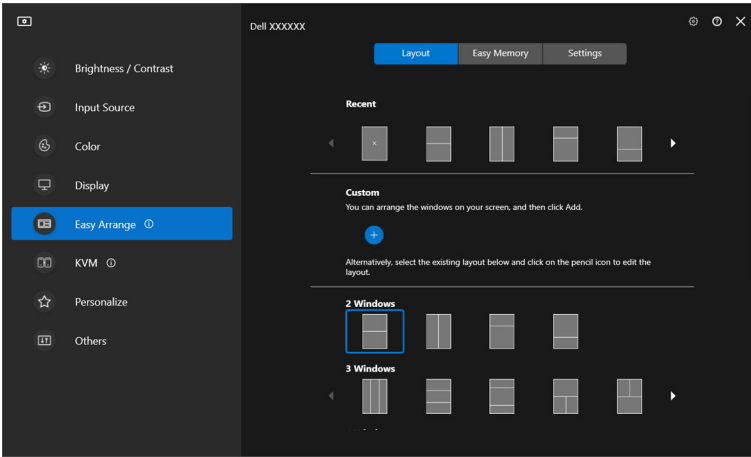 Dell XXXXXX
Brightness / Contrast
Input Source
Color
Display
Easy Arrange
KVM
Personalize
Others
Layout
Easy Memory
Settings
Recent
Custom
You can arrange the windows on your screen, and then click Add.
Alternatively, select the existing layout below and click on the pencil icon to edit the
layout.
2 Windows
3 Windows